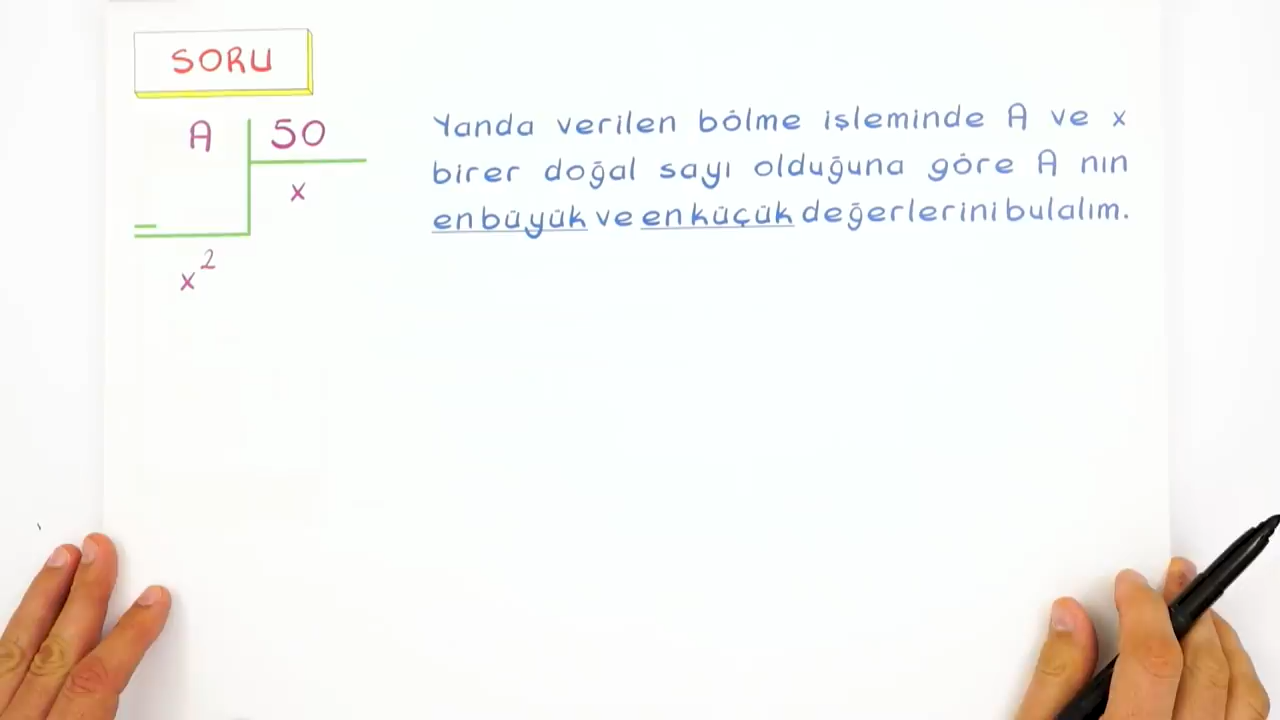 SORU
A 50
x
x²
Yanda verilen bölme işleminde A ve x
birer doğal sayı olduğuna göre A nın
en büyük ve en küçük değerlerini bulalım.